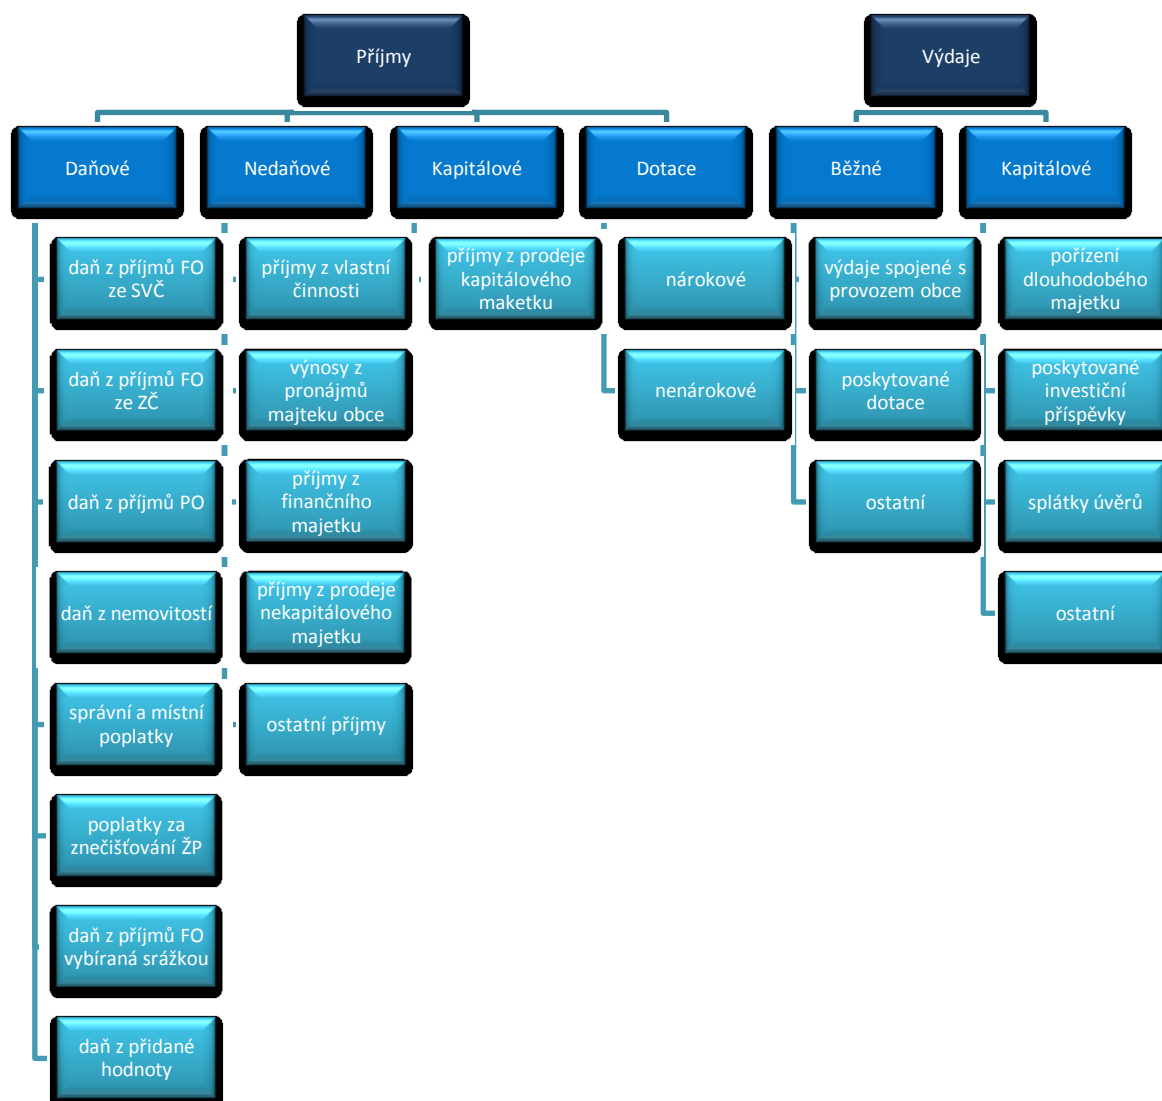 Příjmy
Daňové
daň z příjmů FO
ze SVČ
daň z příjmů FO
ze ZČ
daň z příjmů PO
daň z nemovitostí
správní a místní
poplatky
poplatky za
znečišťování ŽP
daň z příjmů FO
vybíraná srážkou
daň z přidané
hodnoty
Nedaňové
příjmy z vlastní
činnosti
výnosy z
pronájmů
majteku obce
příjmy z
finančního
majetku
příjmy z prodeje
nekapitálového
majetku
ostatní příjmy
Kapitálové
příjmy z prodeje
kapitálového
maketku
Dotace
nárokové
nenárokové
Výdaje
Běžné
výdaje spojené s
provozem obce
poskytované
dotace
ostatní
Kapitálové
pořízení
dlouhodobého
majetku
poskytované
investiční
příspěvky
splátky úvěrů
ostatní